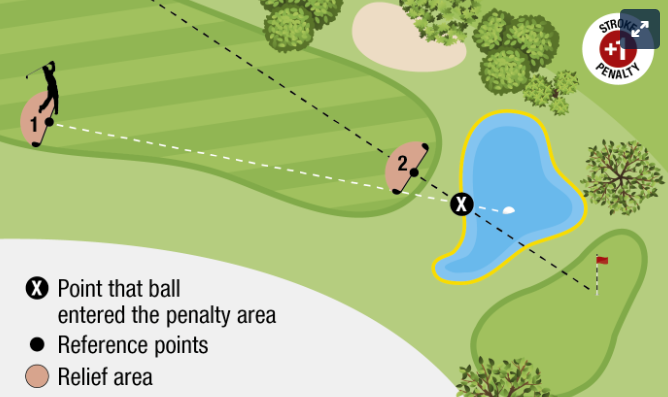 STROKE
+1
PENALTY
1
2
X
X Point that ball
entered the penalty area
Reference points
Relief area